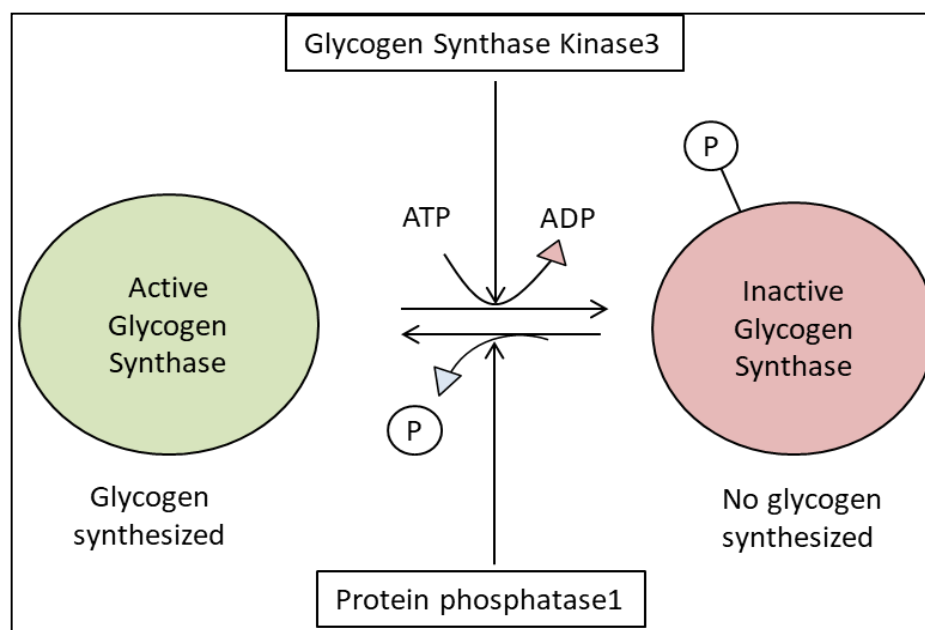 Glycogen Synthase Kinase3
P
ATP
ADP
Active
Glycogen
Synthase
Inactive
Glycogen
Synthase
P
Glycogen
synthesized
No glycogen
synthesized
Protein phosphatase1